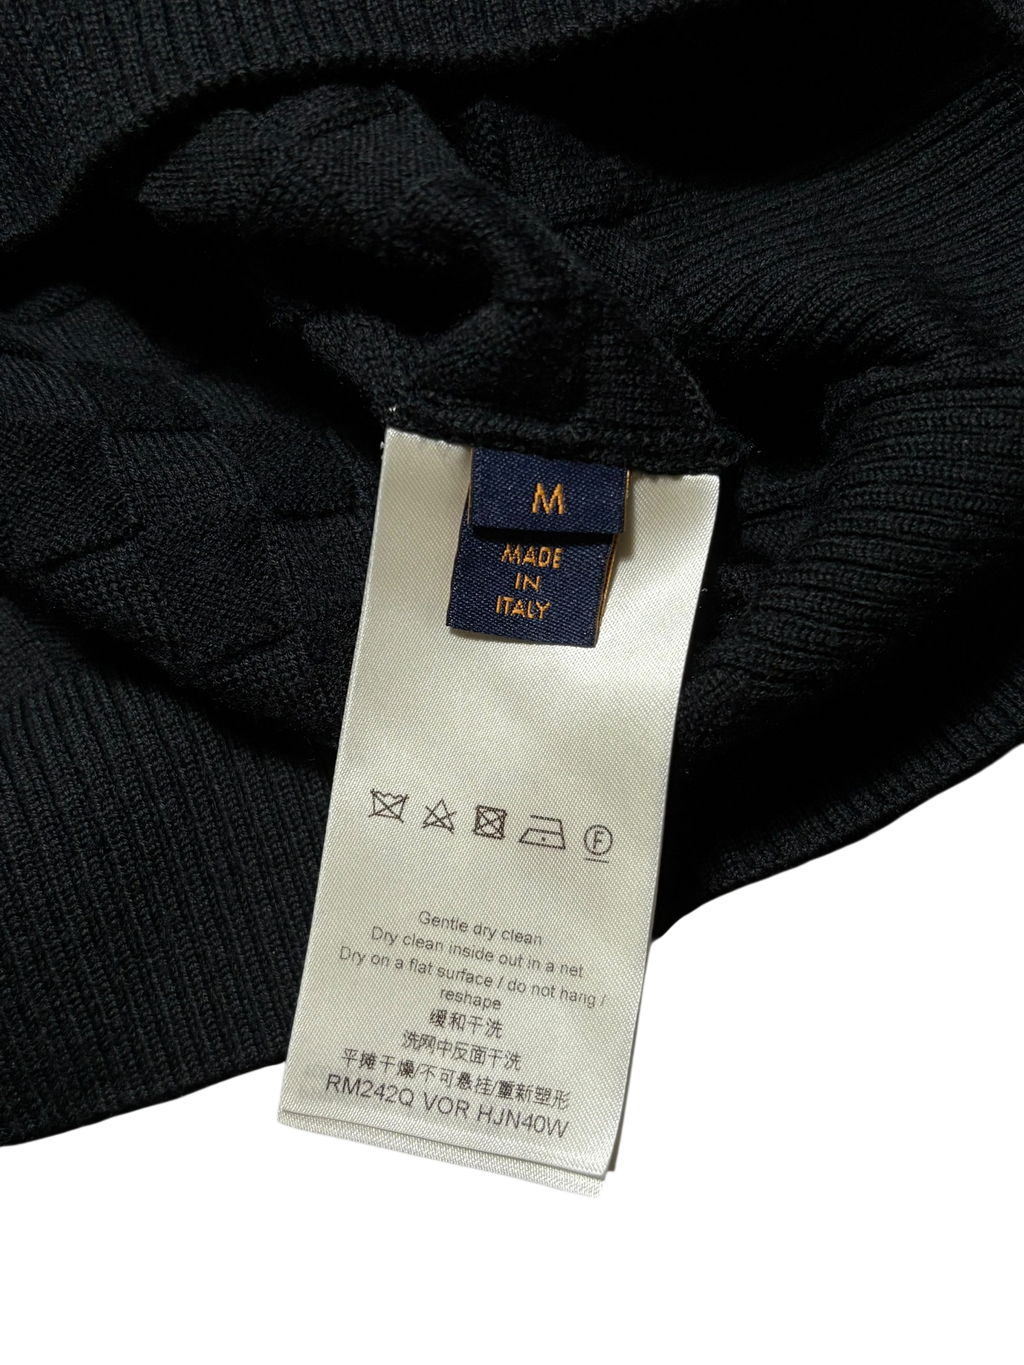 M
MADE
IN
ITALY
F
Gentle dry clean
Dry clean inside out in a net
Dry on a flat surface / do not hang /
reshape
缓和干洗
洗网中反面干洗
平摊干燥/不可悬挂/重新塑形
RM242Q VOR HJN40W